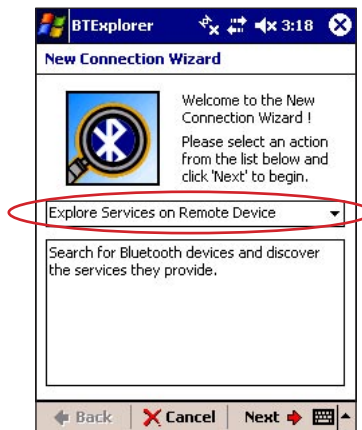 BTExplorer 3:18
New Connection Wizard
Welcome to the New
Connection Wizard !
Please select an action
from the list below and
click 'Next' to begin.
Explore Services on Remote Device
Search for Bluetooth devices and discover
the services they provide.
Back Cancel Next